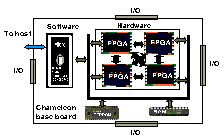 I/O
Software
Hardware
To host
FPGA
FPGA
I/O
I/O
FPGA
FPGA
Chameleon
base board
I/O